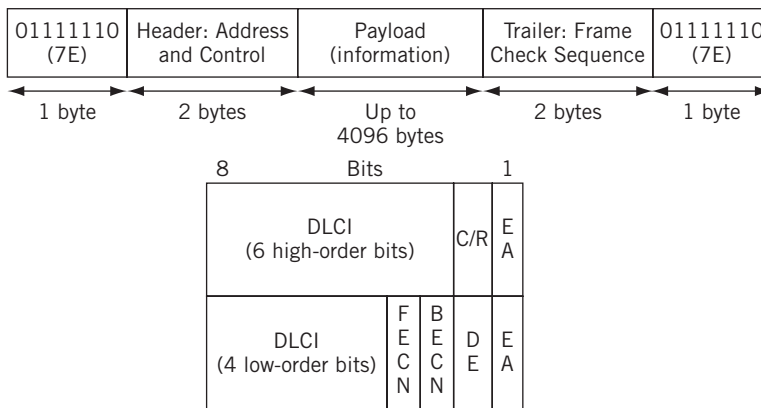 01111110 Header: Address Payload Trailer: Frame 01111110
(7E) and Control (information) Check Sequence (7E)
1 byte 2 bytes Up to 2 bytes 1 byte
4096 bytes
8 Bits 1
DLCI
(6 high-order bits)
C/R
E
A
DLCI
(4 low-order bits)
F
E
C
N
B
E
C
N
D
E
E
A